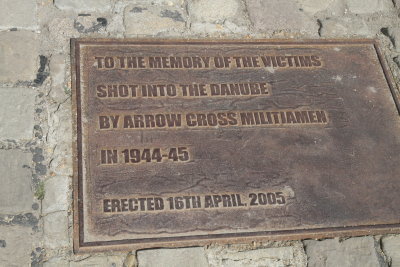 TO THE MEMORY OF THE VICTIMS
SHOT INTO THE DANUBE
BY ARROW CROSS MILITIAMEN
IN 1944-45
ERECTED 16TH APRIL, 2005